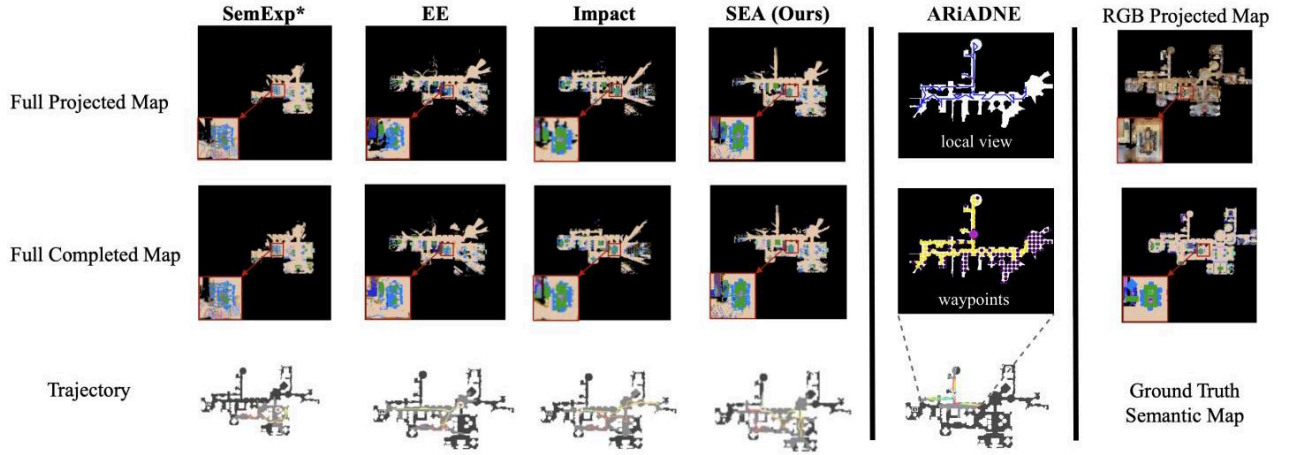 SemExp* EE Impact SEA (Ours) ARiADNE RGB Projected Map
Full Projected Map
local view
Full Completed Map
waypoints
Trajectory
Ground Truth
Semantic Map